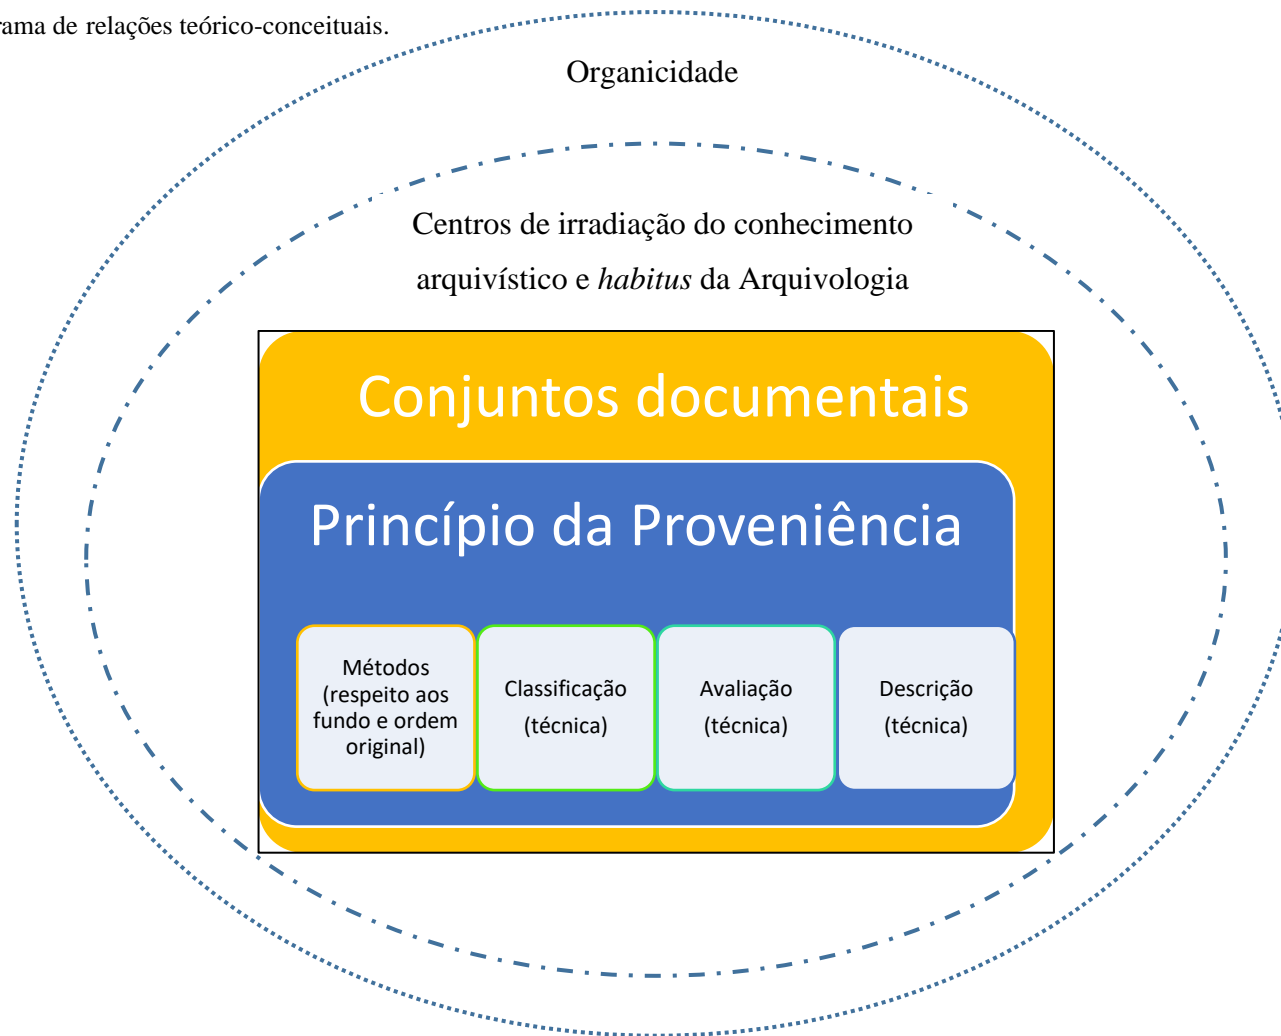 rama de relações teórico-conceituais.
Organicidade
Centros de irradiação do conhecimento
arquivístico e habitus da Arquivologia
Conjuntos documentais
Princípio da Proveniência
Métodos
(respeito aos
fundo e ordem
original)
Classificação
(técnica)
Avaliação
(técnica)
Descrição
(técnica)